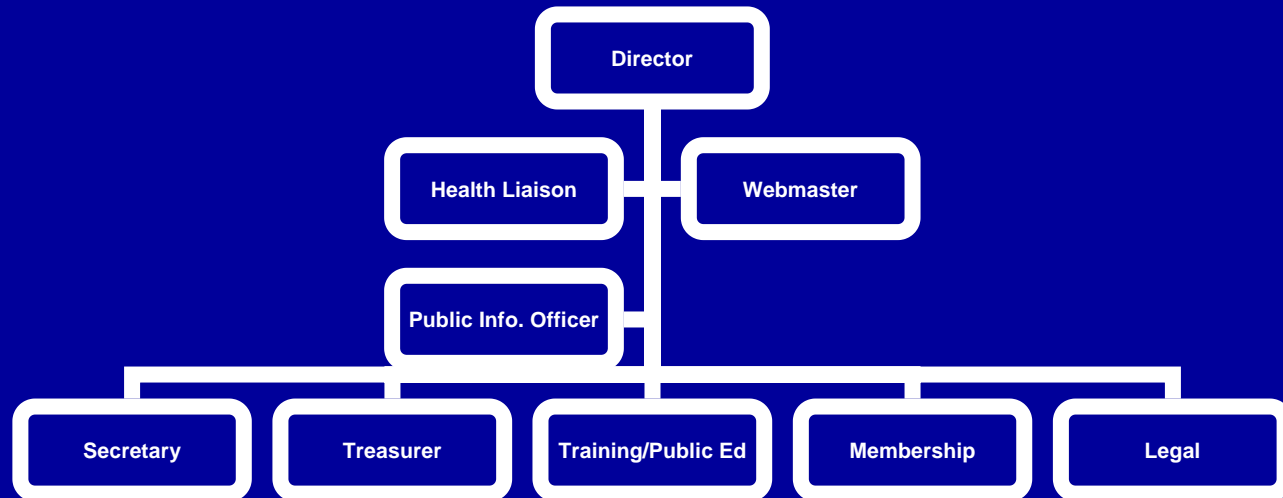 Director
Health Liaison
Webmaster
Public Info. Officer
Secretary
Treasurer
Training/Public Ed
Membership
Legal